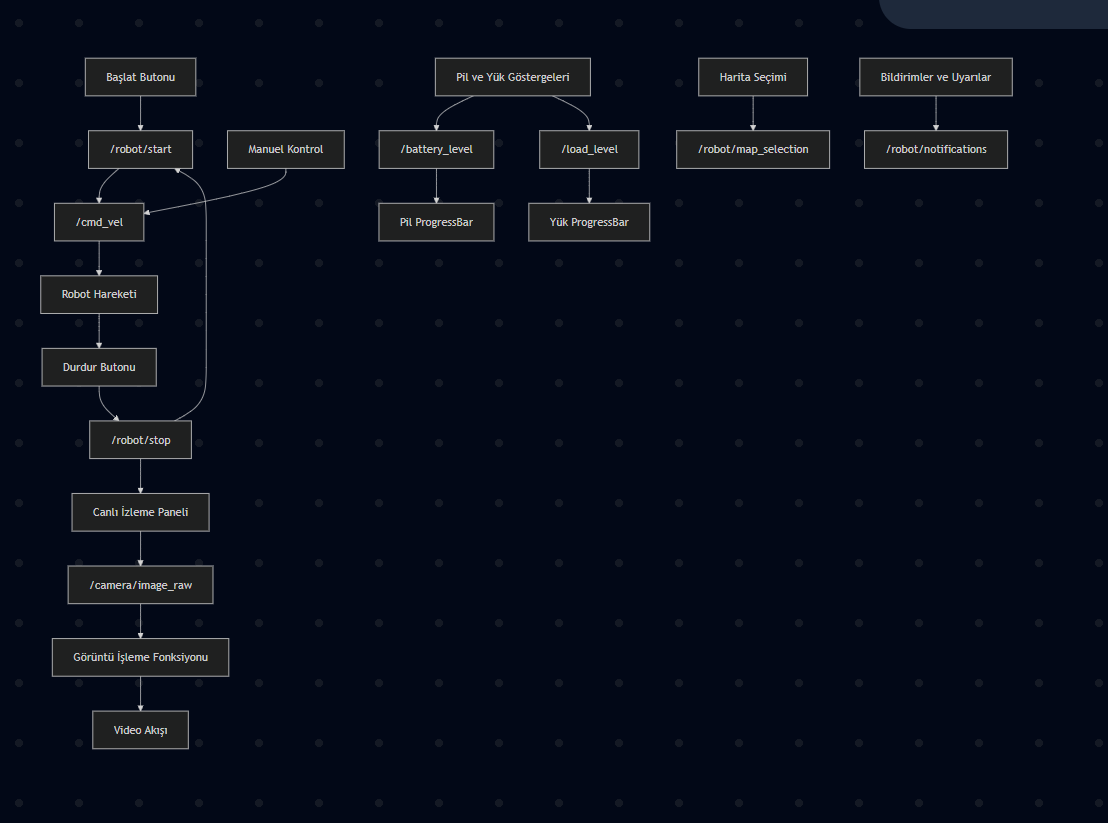 Başlat Butonu
Pil ve Yük Göstergeleri
Harita Seçimi
Bildirimler ve Uyarılar
/robot/start
Manuel Kontrol
/battery_level
/load_level
/robot/map_selection
/robot/notifications
/cmd_vel
Pil ProgressBar
Yük ProgressBar
Robot Hareketi
Durdur Butonu
/robot/stop
Canlı İzleme Paneli
/camera/image_raw
Görüntü İşleme Fonksiyonu
Video Akışı